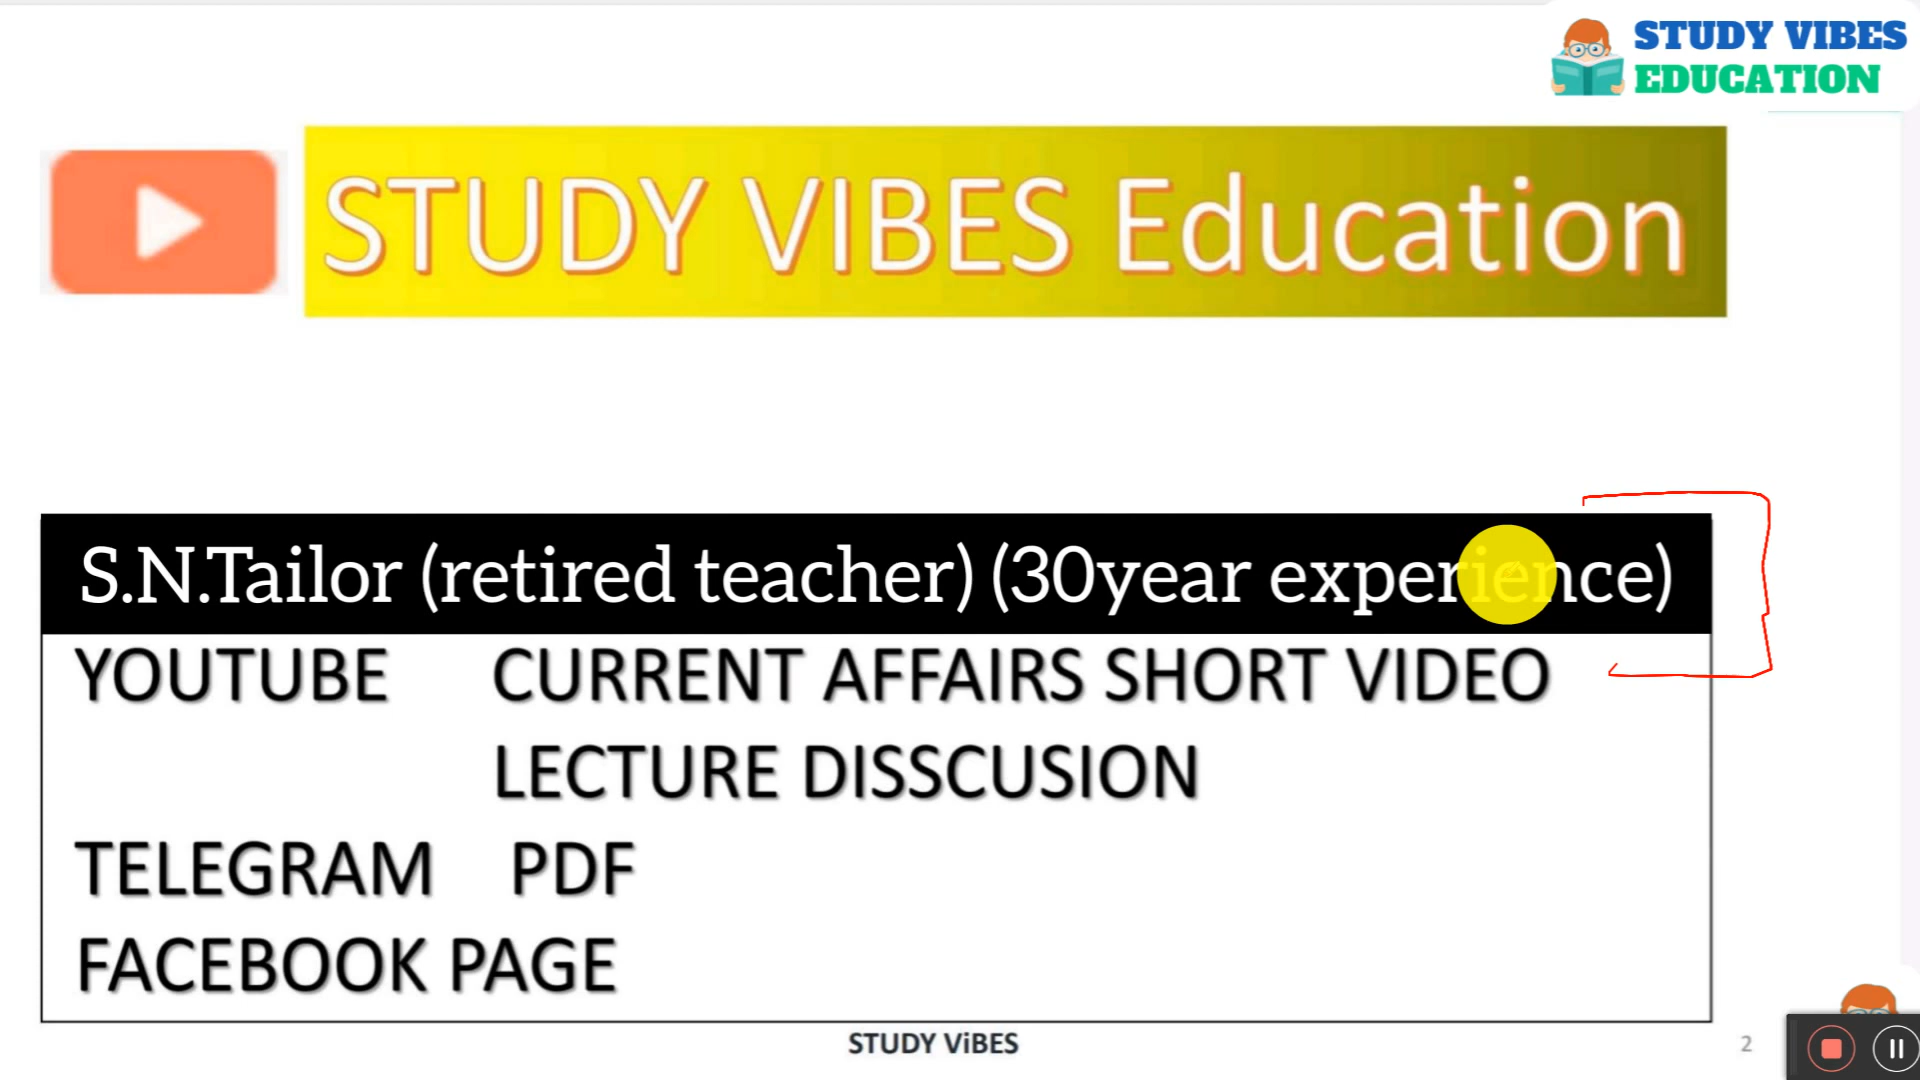 STUDY VIBES
EDUCATION
STUDY VIBES Education
S.N.Tailor (retired teacher) (30year experience)
YOUTUBE CURRENT AFFAIRS SHORT VIDEO
LECTURE DISSCUSION
TELEGRAM PDF
FACEBOOK PAGE
STUDY ViBES
2